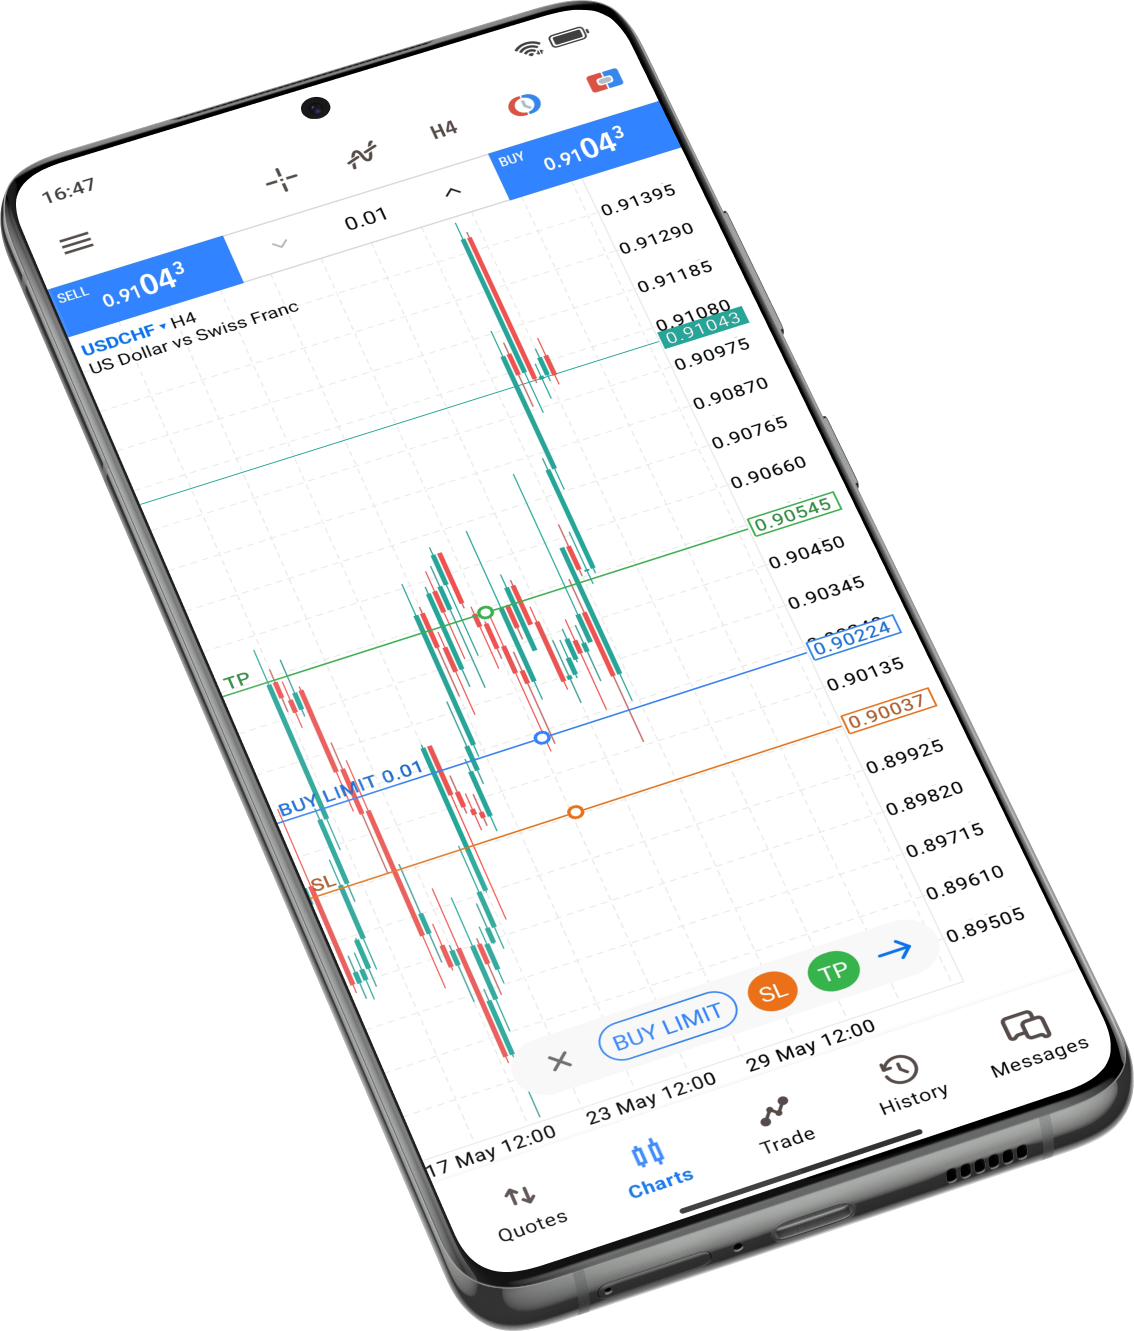 16:47
H4
SELL
0.91043
0.01
BUY
0.91043
USDCHF ▾ H4
US Dollar vs Swiss Franc
0.91395
0.91290
0.91185
0.91080
0.91043
0.90975
0.90870
0.90765
0.90660
0.90545
0.90450
0.90345
0.90224
0.90135
0.90037
0.89925
0.89820
0.89715
0.89610
0.89505
TP
BUY LIMIT 0.01
SL
BUY LIMIT
SL
TP
17 May 12:00
23 May 12:00
29 May 12:00
Quotes
Charts
Trade
History
Messages